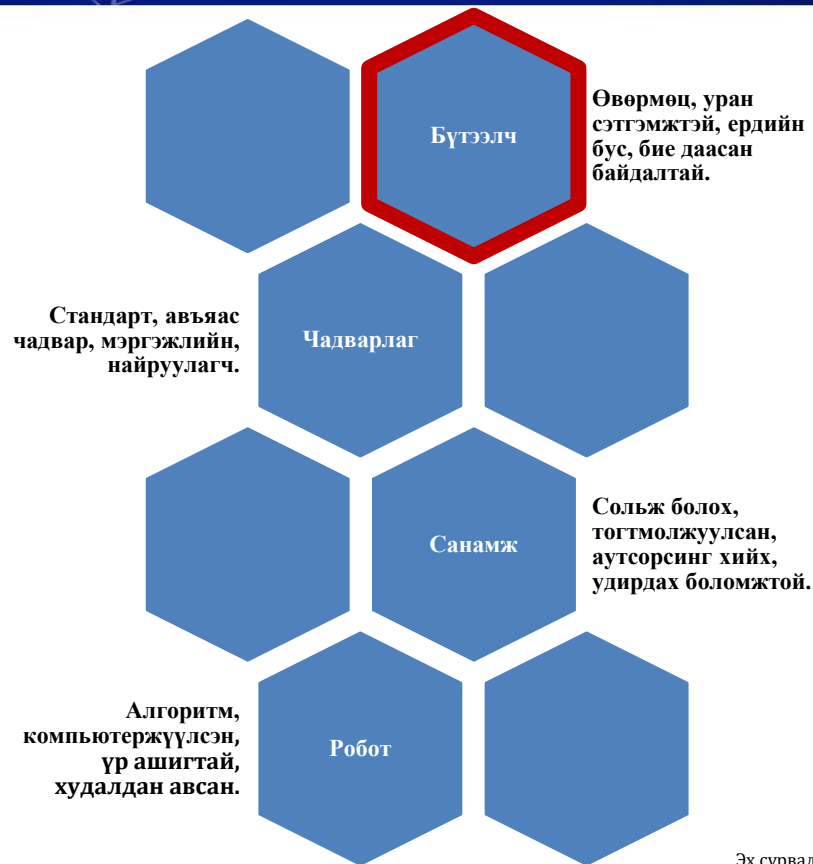 Бүтээлч
Өвөрмөц, уран
сэтгэмжтэй, ердийн
бус, бие даасан
байдалтай.
Стандарт, авъяас
чадвар, мэргэжлийн,
найруулагч.
Чадварлаг
Санамж
Сольж болох,
тогтмолжуулсан,
аутсорсинг хийх,
удирдах боломжтой.
Алгоритм,
компьютержүүлсэн,
үр ашигтай,
худалдан авсан.
Робот
Эх